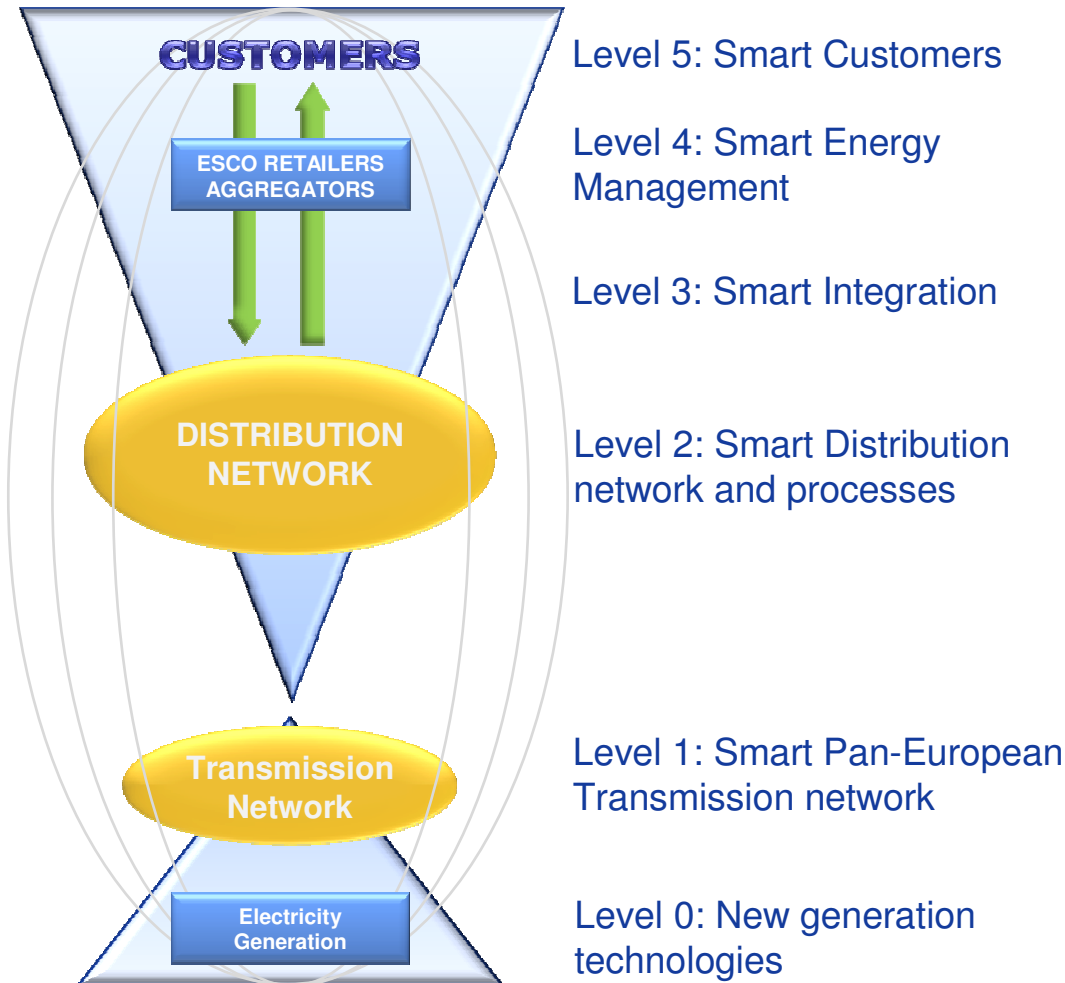 CUSTOMERS
Level 5: Smart Customers
ESCO RETAILERS
AGGREGATORS
Level 4: Smart Energy
Management
Level 3: Smart Integration
DISTRIBUTION
NETWORK
Level 2: Smart Distribution
network and processes
Transmission
Network
Level 1: Smart Pan-European
Transmission network
Electricity
Generation
Level 0: New generation
technologies